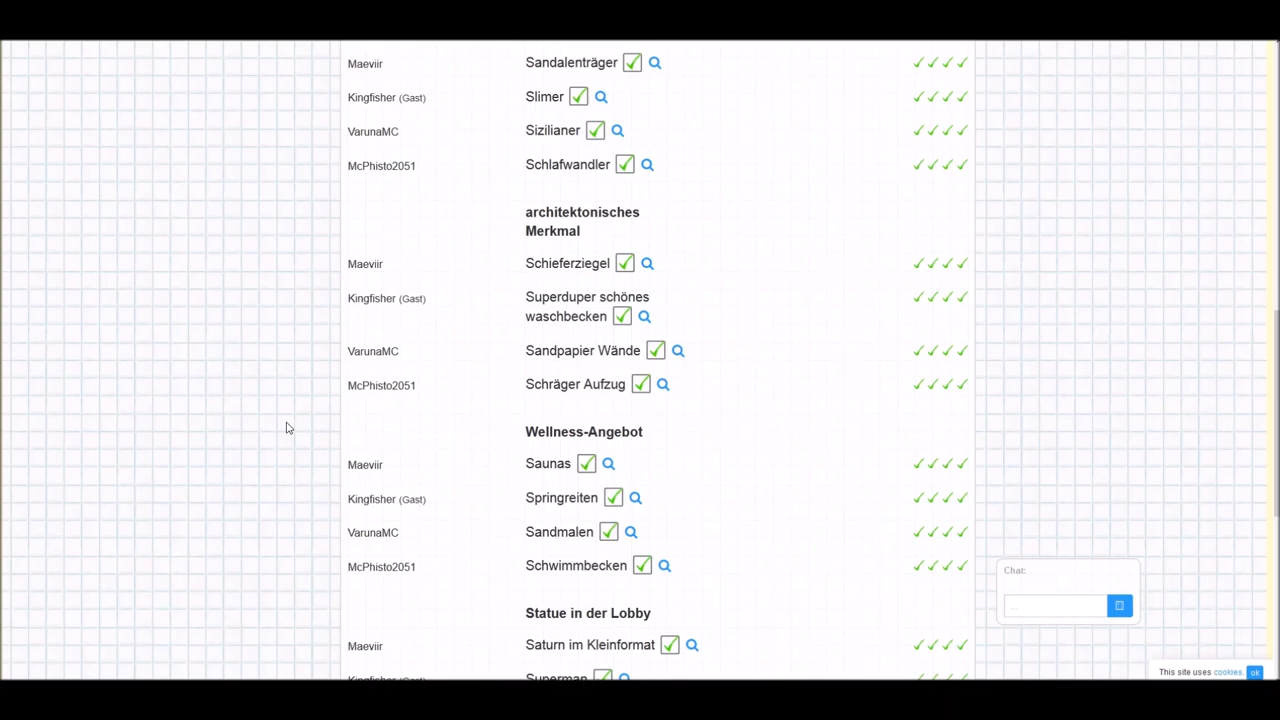 Maeviir Sandalenträger
Kingfisher (Gast) Slimer
VarunaMC Sizilianer
McPhisto2051 Schlafwandler
architektonisches
Merkmal
Maeviir Schieferziegel
Kingfisher (Gast) Superduper schönes
waschbecken
VarunaMC Sandpapier Wände
McPhisto2051 Schräger Aufzug
Wellness-Angebot
Maeviir Saunas
Kingfisher (Gast) Springreiten
VarunaMC Sandmalen
McPhisto2051 Schwimmbecken
Chat:
...
Statue in der Lobby
Maeviir Saturn im Kleinformat
Kingfisher (Gast) Superman
This site uses cookies. ok